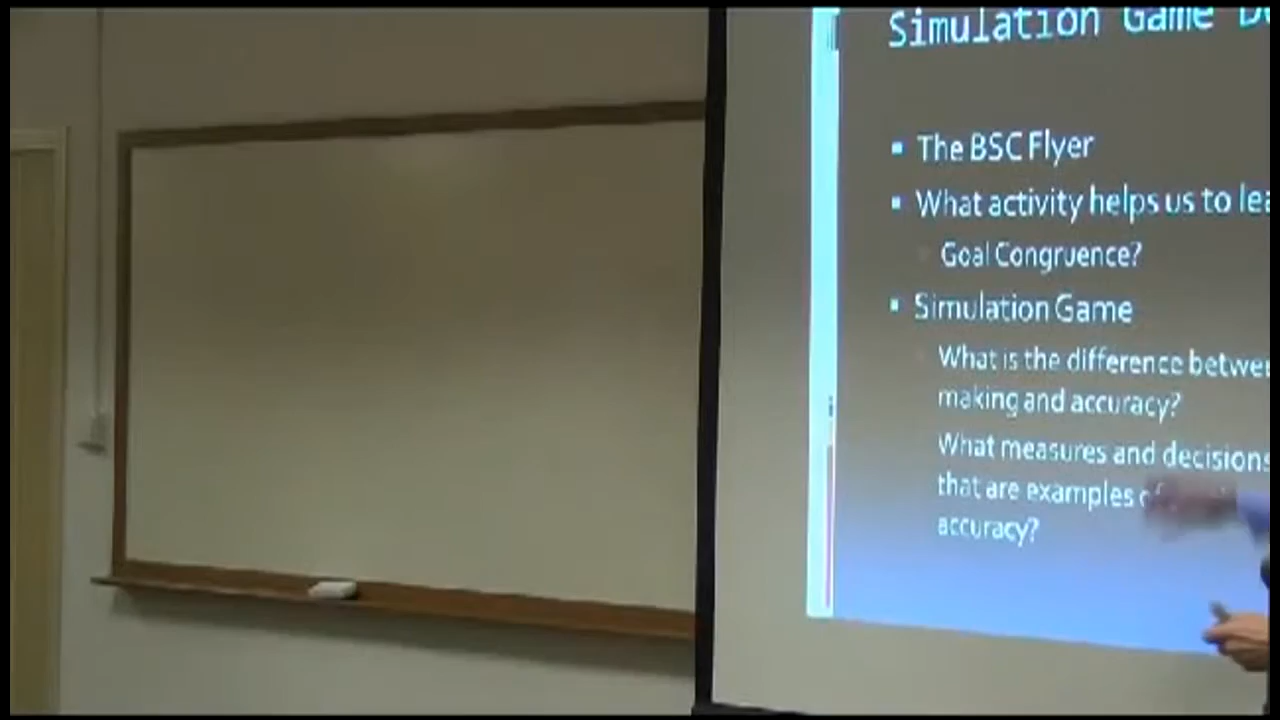 Simulation Game
The BSC Flyer
What activity helps us to
Goal Congruence?
Simulation Game
What is the difference
making and accuracy?
What measures and decisions
that are examples
accuracy?